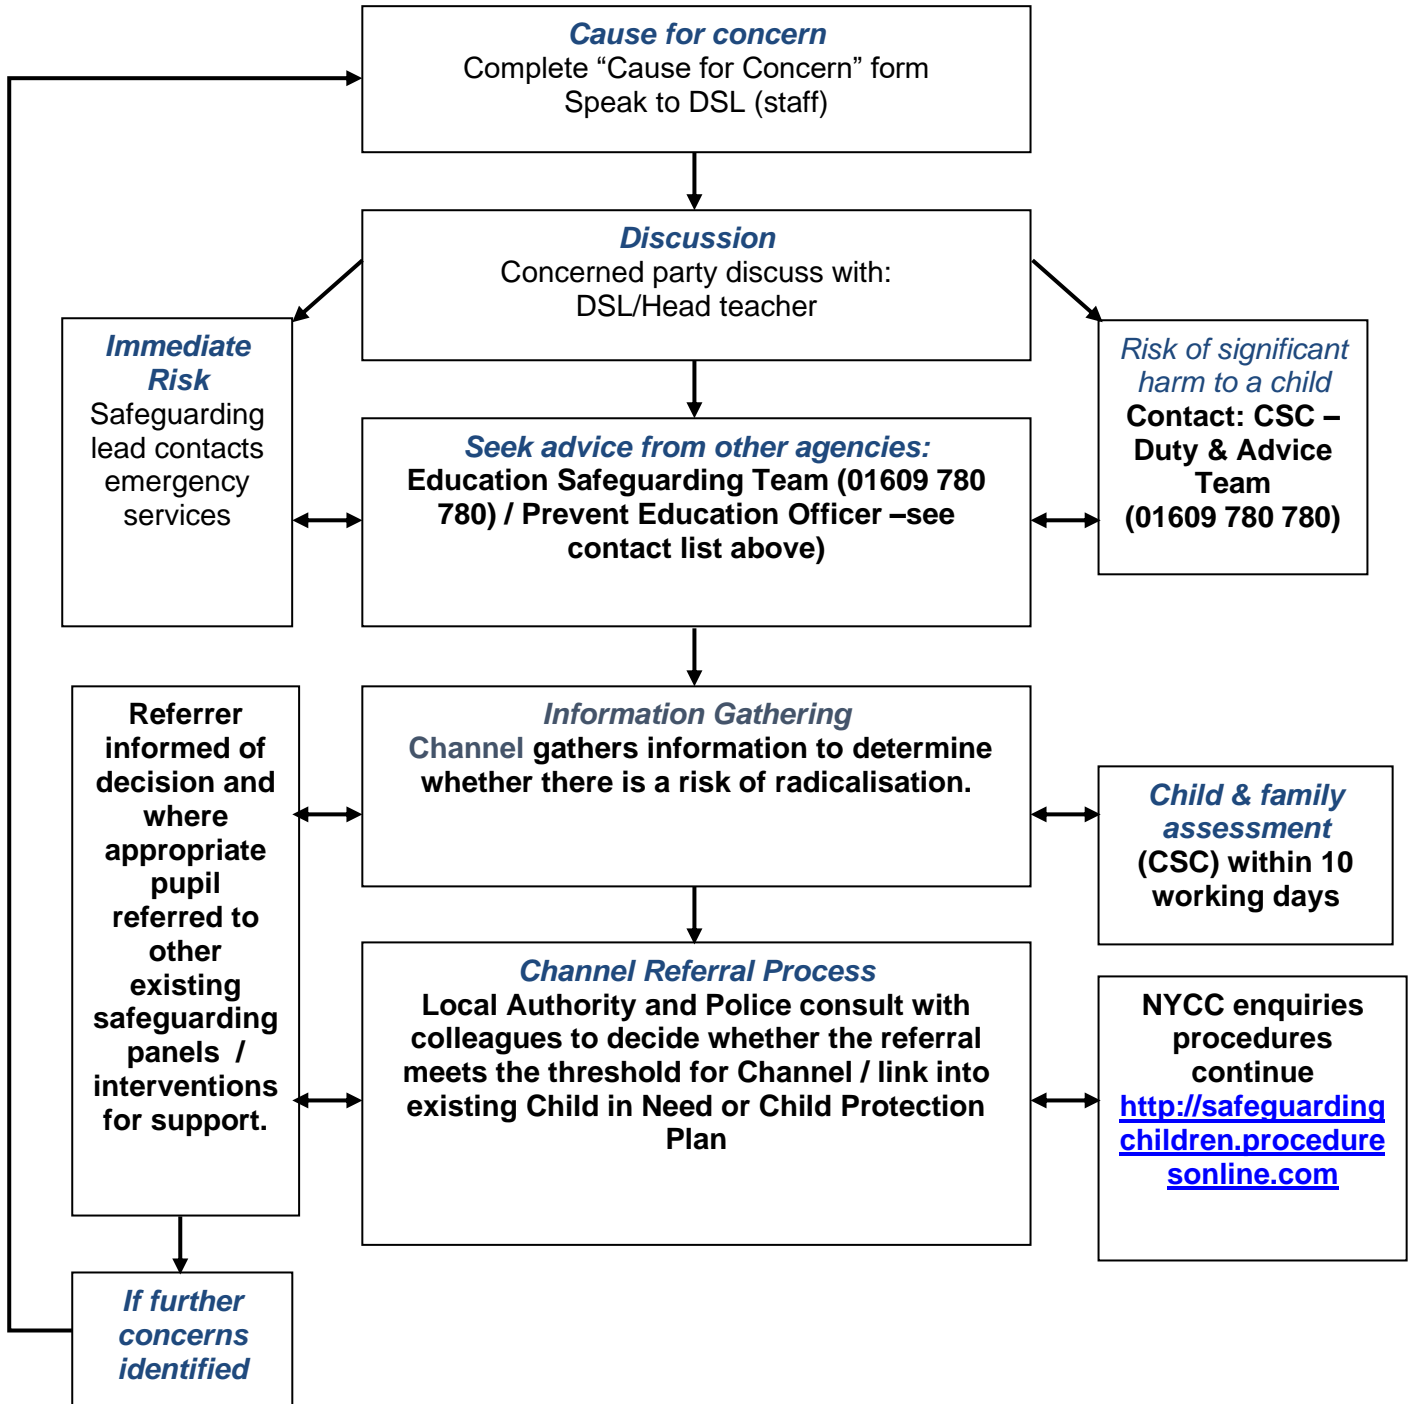 Cause for concern
Complete “Cause for Concern” form
Speak to DSL (staff)
Discussion
Concerned party discuss with:
DSL/Head teacher
Immediate
Risk
Safeguarding
lead contacts
emergency
services
Risk of significant
harm to a child
Contact: CSC –
Duty & Advice
Team
(01609 780 780)
Seek advice from other agencies:
Education Safeguarding Team (01609 780
780) / Prevent Education Officer –see
contact list above)
Referrer
informed of
decision and
where
appropriate
pupil
referred to
other
existing
safeguarding
panels /
interventions
for support.
Information Gathering
Channel gathers information to determine
whether there is a risk of radicalisation.
Child & family
assessment
(CSC) within 10
working days
Channel Referral Process
Local Authority and Police consult with
colleagues to decide whether the referral
meets the threshold for Channel / link into
existing Child in Need or Child Protection
Plan
NYCC enquiries
procedures
continue
http://safeguarding
children.procedure
sonline.com
If further
concerns
identified